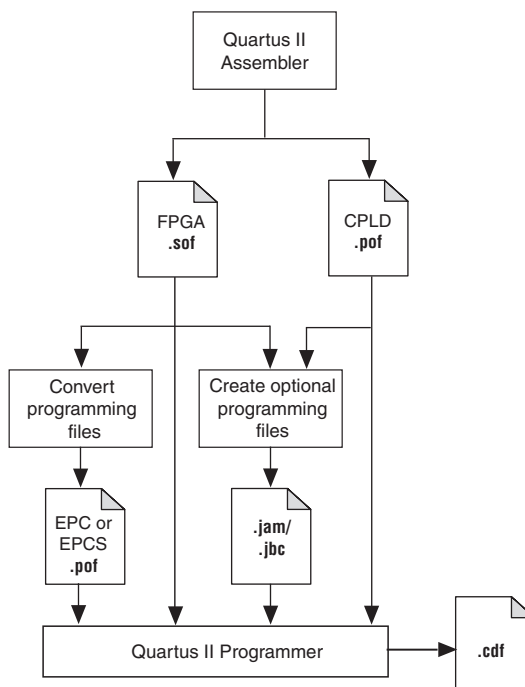 Quartus II
Assembler
FPGA
.sof
CPLD
.pof
Convert
programming
files
Create optional
programming
files
EPC or
EPCS
.pof
.jam/
.jbc
Quartus II Programmer
.cdf